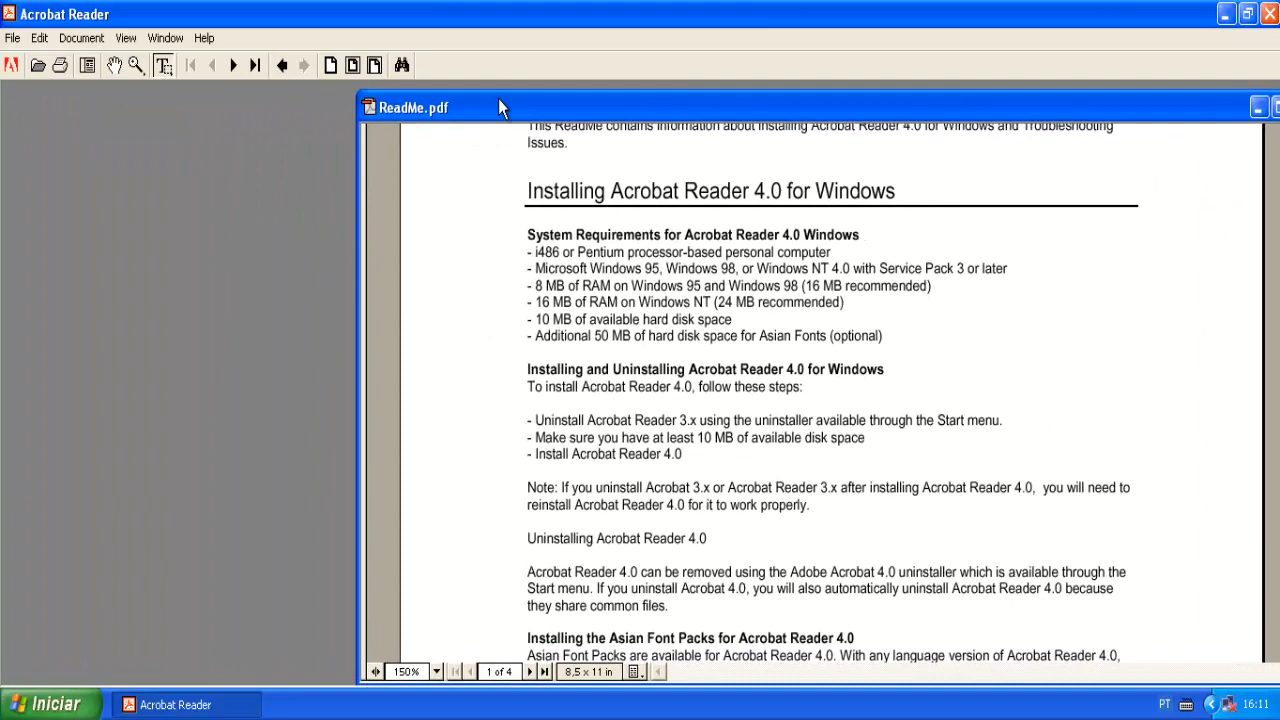 Acrobat Reader
File Edit Document View Window Help
ReadMe.pdf
This ReadMe contains information about installing Acrobat Reader 4.0 for Windows and Troubleshooting
Issues.
Installing Acrobat Reader 4.0 for Windows
System Requirements for Acrobat Reader 4.0 Windows
- i486 or Pentium processor-based personal computer
- Microsoft Windows 95, Windows 98, or Windows NT 4.0 with Service Pack 3 or later
- 8 MB of RAM on Windows 95 and Windows 98 (16 MB recommended)
- 16 MB of RAM on Windows NT (24 MB recommended)
- 10 MB of available hard disk space
- Additional 50 MB of hard disk space for Asian Fonts (optional)
Installing and Uninstalling Acrobat Reader 4.0 for Windows
To install Acrobat Reader 4.0, follow these steps:
- Uninstall Acrobat Reader 3.x using the uninstaller available through the Start menu.
- Make sure you have at least 10 MB of available disk space
- Install Acrobat Reader 4.0
Note: If you uninstall Acrobat 3.x or Acrobat Reader 3.x after installing Acrobat Reader 4.0, you will need to
reinstall Acrobat Reader 4.0 for it to work properly.
Uninstalling Acrobat Reader 4.0
Acrobat Reader 4.0 can be removed using the Adobe Acrobat 4.0 uninstaller which is available through the
Start menu. If you uninstall Acrobat 4.0, you will also automatically uninstall Acrobat Reader 4.0 because
they share common files.
Installing the Asian Font Packs for Acrobat Reader 4.0
Asian Font Packs are available for Acrobat Reader 4.0. With any language version of Acrobat Reader 4.0,
150% 1 of 4 8,5 x 11 in
Iniciar Acrobat Reader PT 16:11